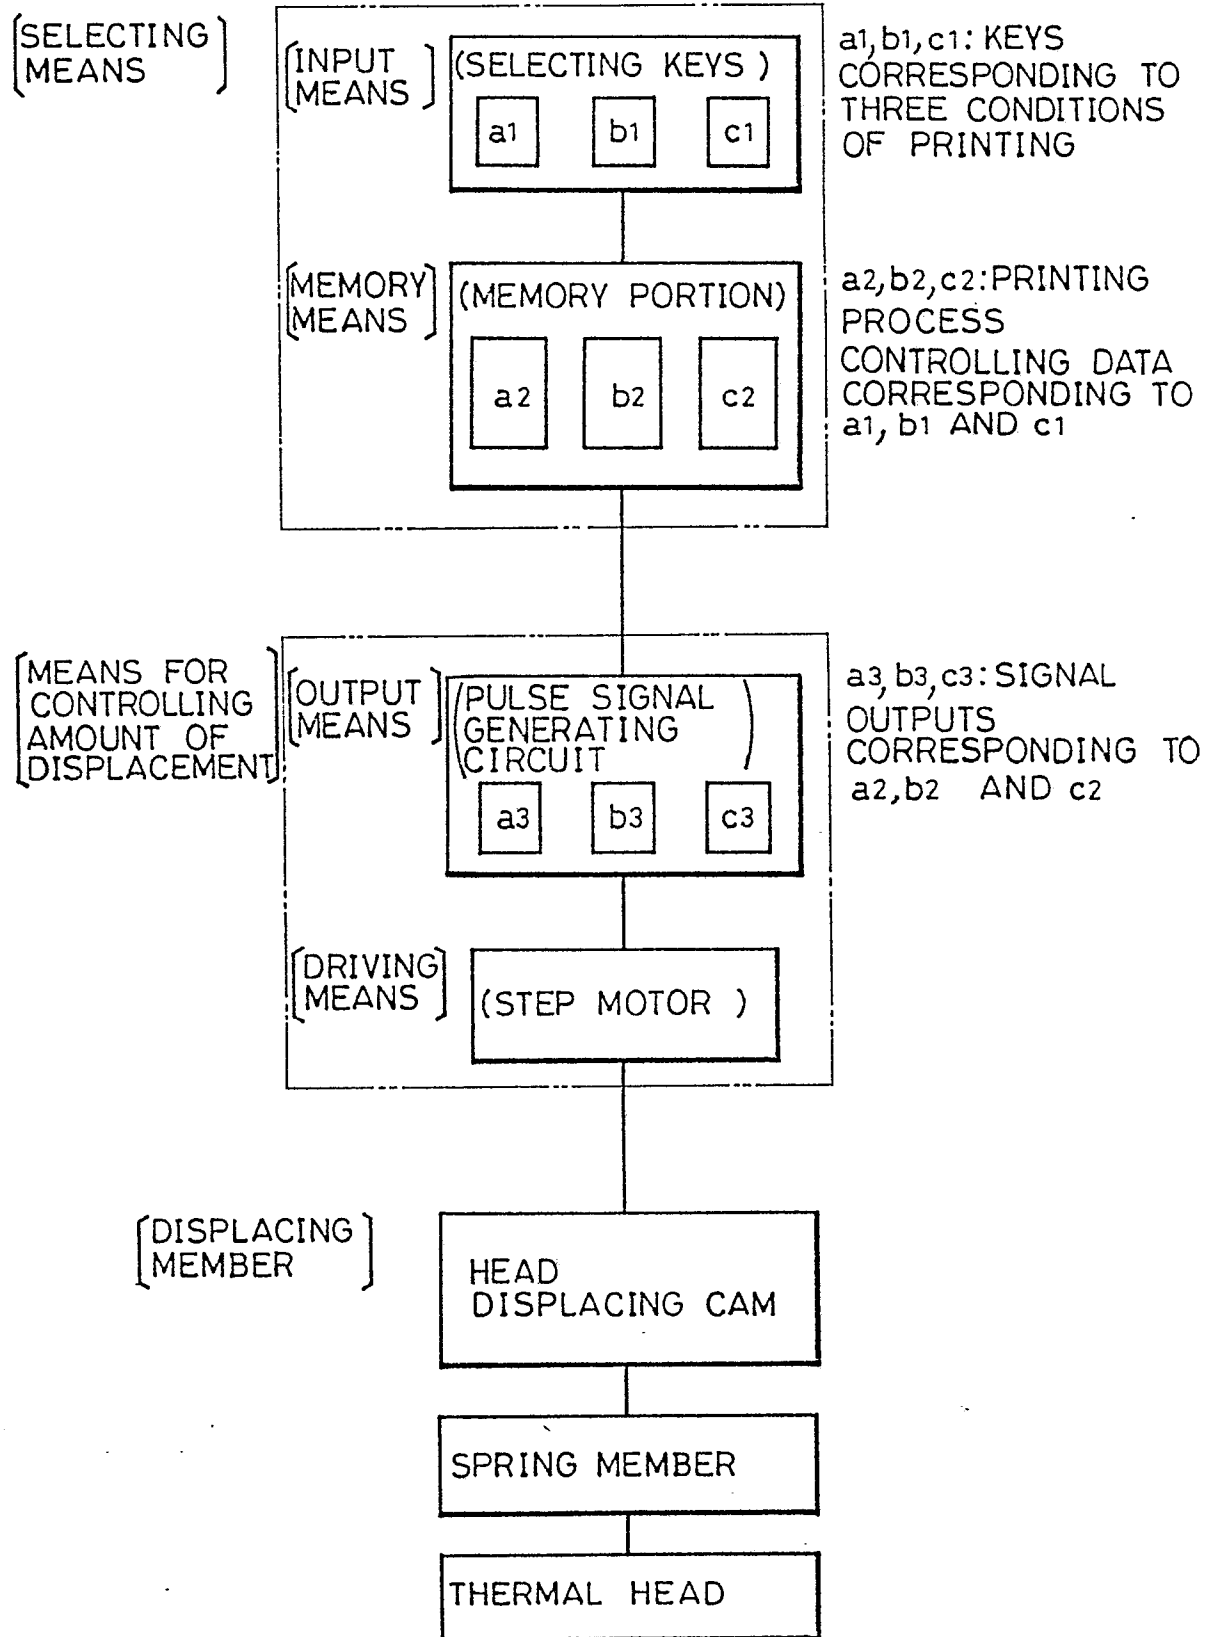 [SELECTING
MEANS]
[INPUT
MEANS]
(SELECTING KEYS )
a1 b1 c1
a1,b1,c1: KEYS
CORRESPONDING TO
THREE CONDITIONS
OF PRINTING
[MEMORY
MEANS]
(MEMORY PORTION)
a2 b2 c2
a2,b2,c2:PRINTING
PROCESS
CONTROLLING DATA
CORRESPONDING TO
a1, b1 AND c1
[MEANS FOR
CONTROLLING
AMOUNT OF
DISPLACEMENT]
[OUTPUT
MEANS]
(PULSE SIGNAL
GENERATING
CIRCUIT)
a3 b3 c3
a3,b3,c3: SIGNAL
OUTPUTS
CORRESPONDING TO
a2,b2 AND c2
[DRIVING
MEANS]
(STEP MOTOR )
[DISPLACING
MEMBER]
HEAD
DISPLACING CAM
SPRING MEMBER
THERMAL HEAD